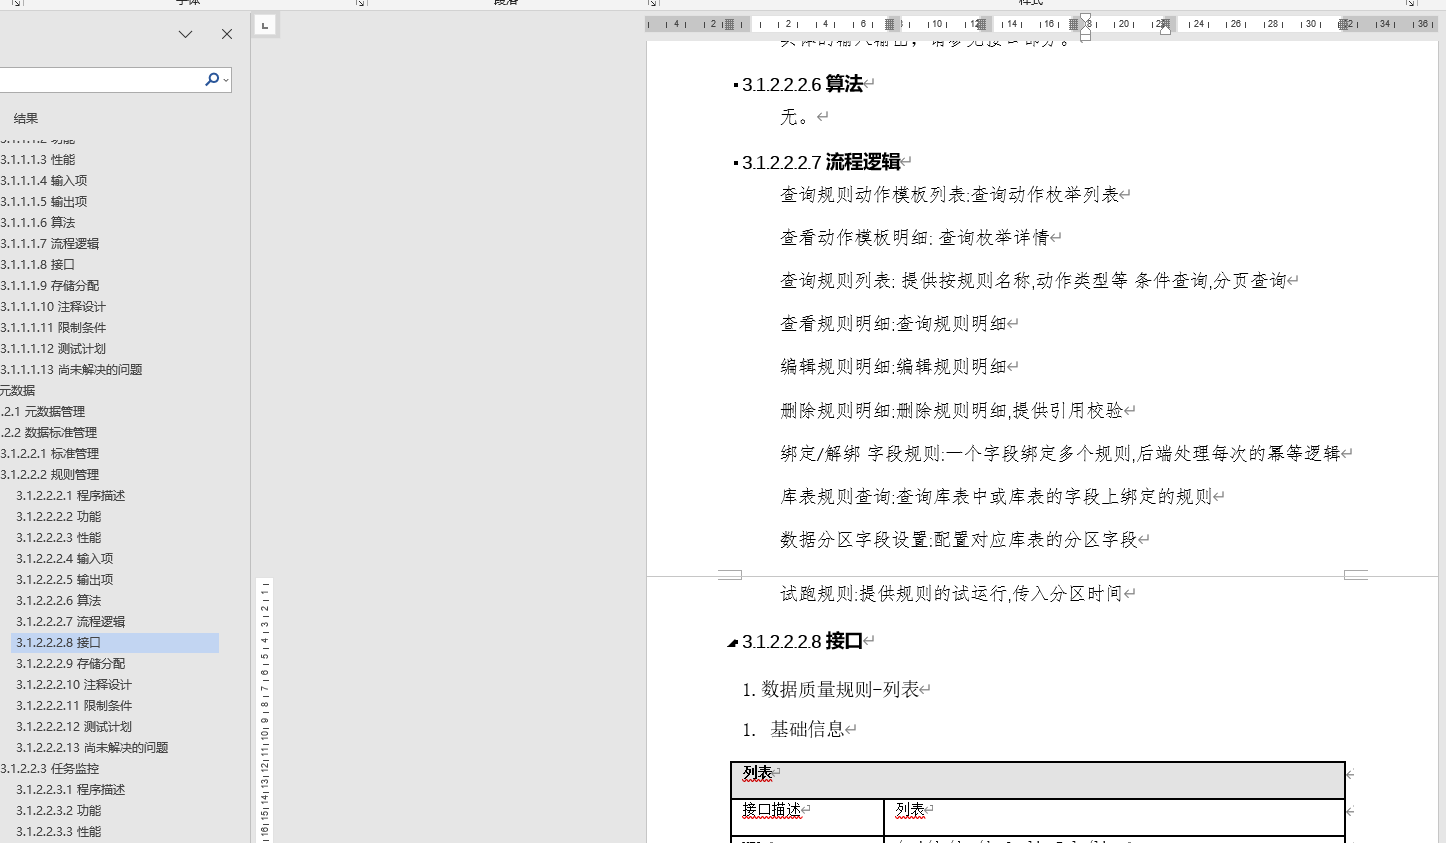 字体
段落
样式
结果
3.1.1.1.2 功能
3.1.1.1.3 性能
3.1.1.1.4 输入项
3.1.1.1.5 输出项
3.1.1.1.6 算法
3.1.1.1.7 流程逻辑
3.1.1.1.8 接口
3.1.1.1.9 存储分配
3.1.1.1.10 注释设计
3.1.1.1.11 限制条件
3.1.1.1.12 测试计划
3.1.1.1.13 尚未解决的问题
元数据
.2.1 元数据管理
.2.2 数据标准管理
3.1.2.2.1 标准管理
3.1.2.2.2 规则管理
3.1.2.2.2.1 程序描述
3.1.2.2.2.2 功能
3.1.2.2.2.3 性能
3.1.2.2.2.4 输入项
3.1.2.2.2.5 输出项
3.1.2.2.2.6 算法
3.1.2.2.2.7 流程逻辑
3.1.2.2.2.8 接口
3.1.2.2.2.9 存储分配
3.1.2.2.2.10 注释设计
3.1.2.2.2.11 限制条件
3.1.2.2.2.12 测试计划
3.1.2.2.2.13 尚未解决的问题
3.1.2.2.3 任务监控
3.1.2.2.3.1 程序描述
3.1.2.2.3.2 功能
3.1.2.2.3.3 性能
具体的输入输出，请参见接口部分。
3.1.2.2.2.6 算法
无。
3.1.2.2.2.7 流程逻辑
查询规则动作模板列表:查询动作枚举列表
查看动作模板明细: 查询枚举详情
查询规则列表: 提供按规则名称,动作类型等 条件查询,分页查询
查看规则明细:查询规则明细
编辑规则明细:编辑规则明细
删除规则明细:删除规则明细,提供引用校验
绑定/解绑 字段规则:一个字段绑定多个规则,后端处理每次的幂等逻辑
库表规则查询:查询库表中或库表的字段上绑定的规则
数据分区字段设置:配置对应库表的分区字段
试跑规则:提供规则的试运行,传入分区时间
3.1.2.2.2.8 接口
1. 数据质量规则-列表
1. 基础信息
列表
接口描述 列表